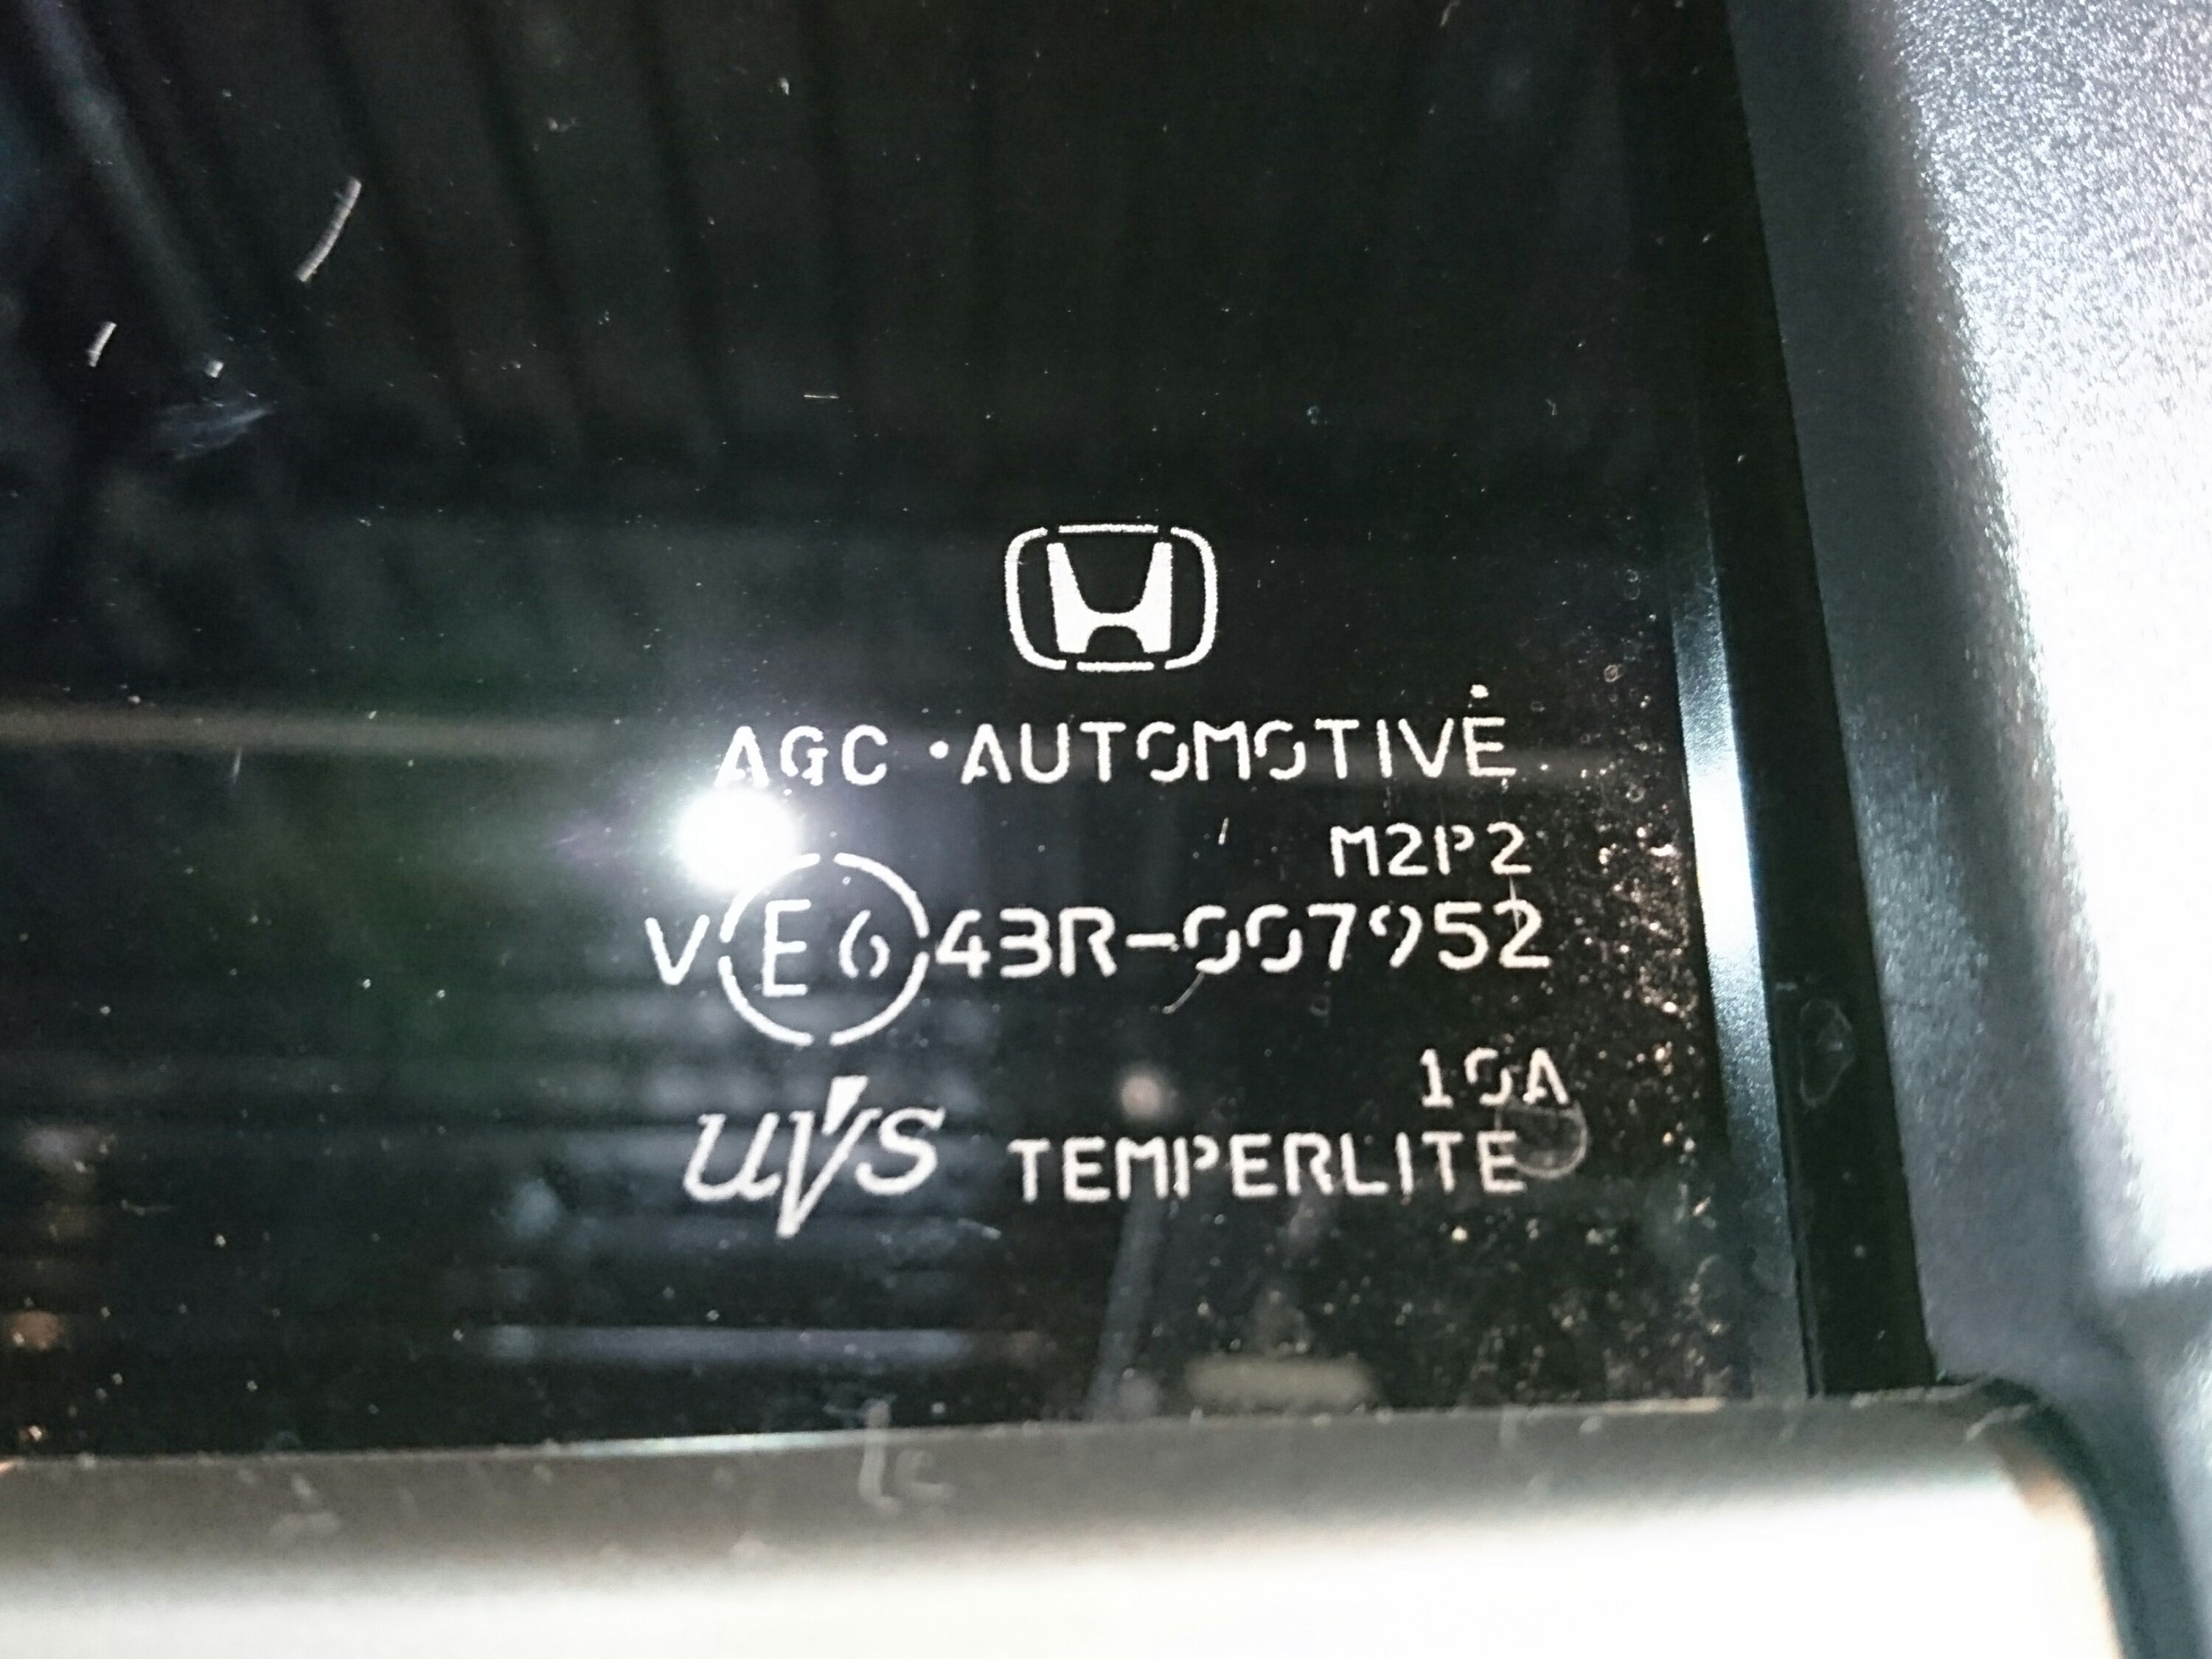 AGC ·AUTOMOTIVE
M2P2
V E6 43R-007952
10A
UVS TEMPERLITE